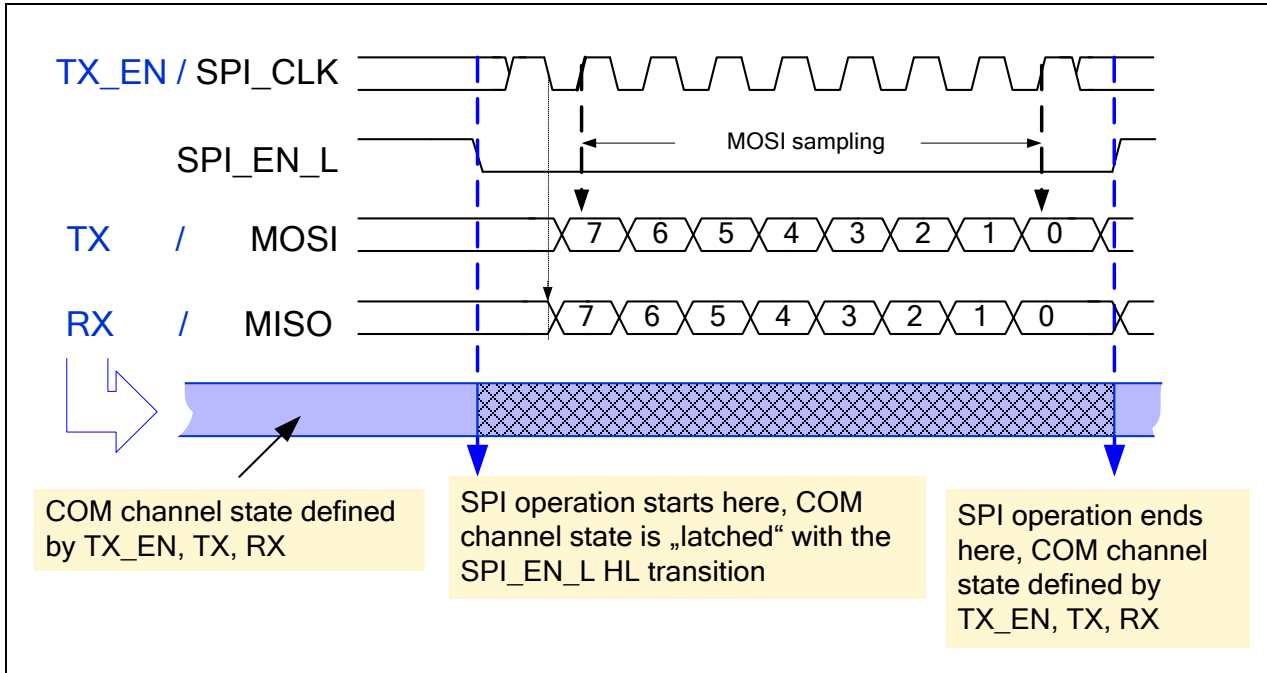 TX_EN / SPI_CLK
SPI_EN_L
MOSI sampling
TX / MOSI
7 6 5 4 3 2 1 0
RX / MISO
7 6 5 4 3 2 1 0
COM channel state defined
by TX_EN, TX, RX
SPI operation starts here, COM
channel state is „latched“ with the
SPI_EN_L HL transition
SPI operation ends
here, COM channel
state defined by
TX_EN, TX, RX